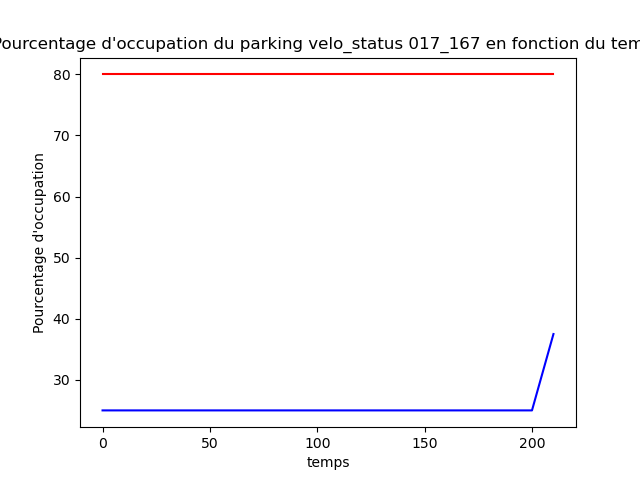 Pourcentage d'occupation du parking velo_status 017_167 en fonction du tem
80
70
60
50
40
30
Pourcentage d'occupation
0 50 100 150 200
temps